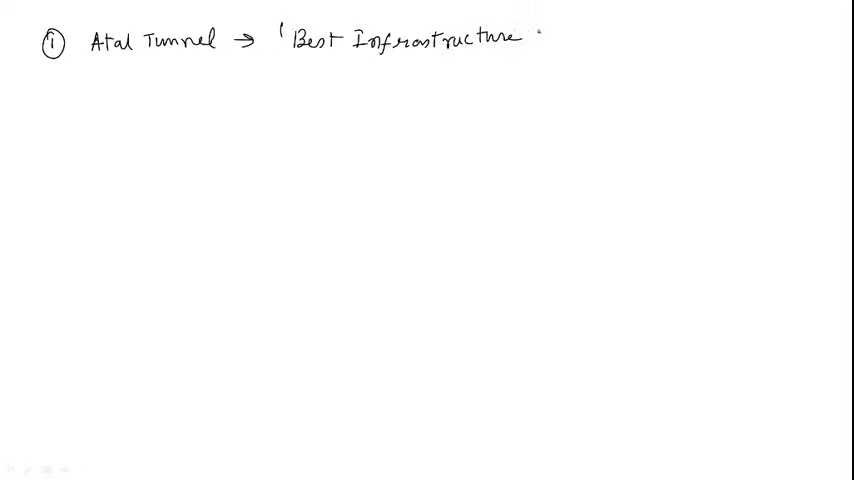 ① Atal Tunnel → 'Best Infrastructure